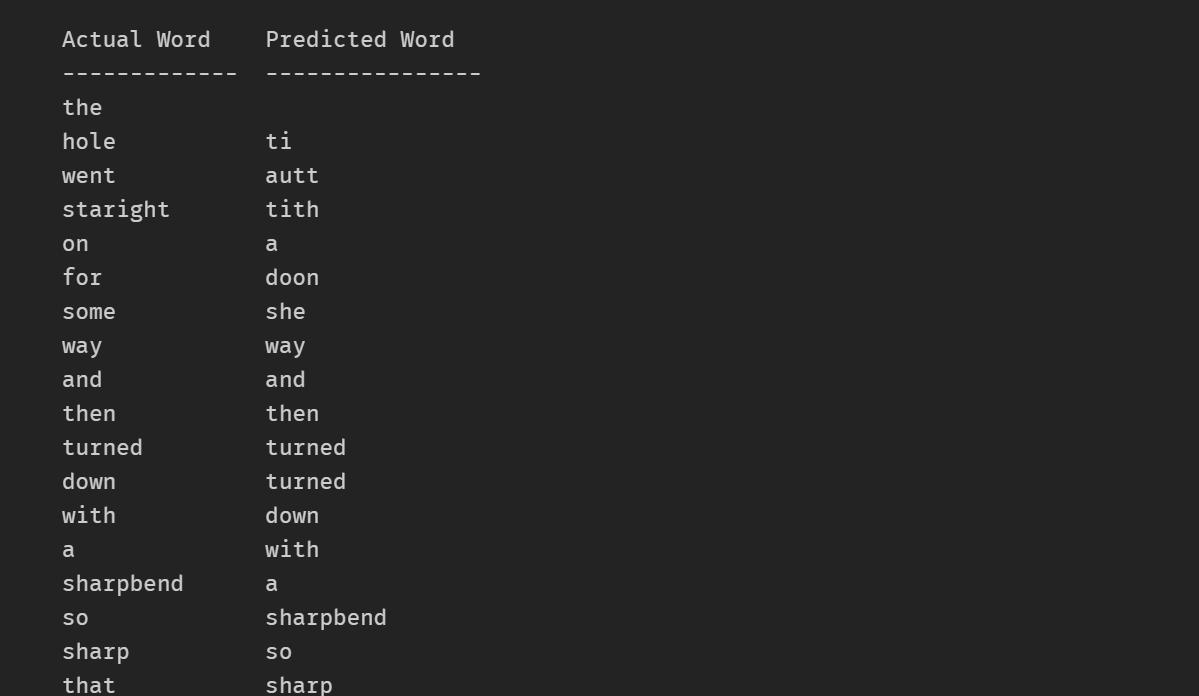 Actual Word    Predicted Word
-------------  ----------------
the
hole           ti
went           autt
staright       tith
on             a
for            doon
some           she
way            way
and            and
then           then
turned         turned
down           turned
with           down
a              with
sharpbend      a
so             sharpbend
sharp          so
that           sharp